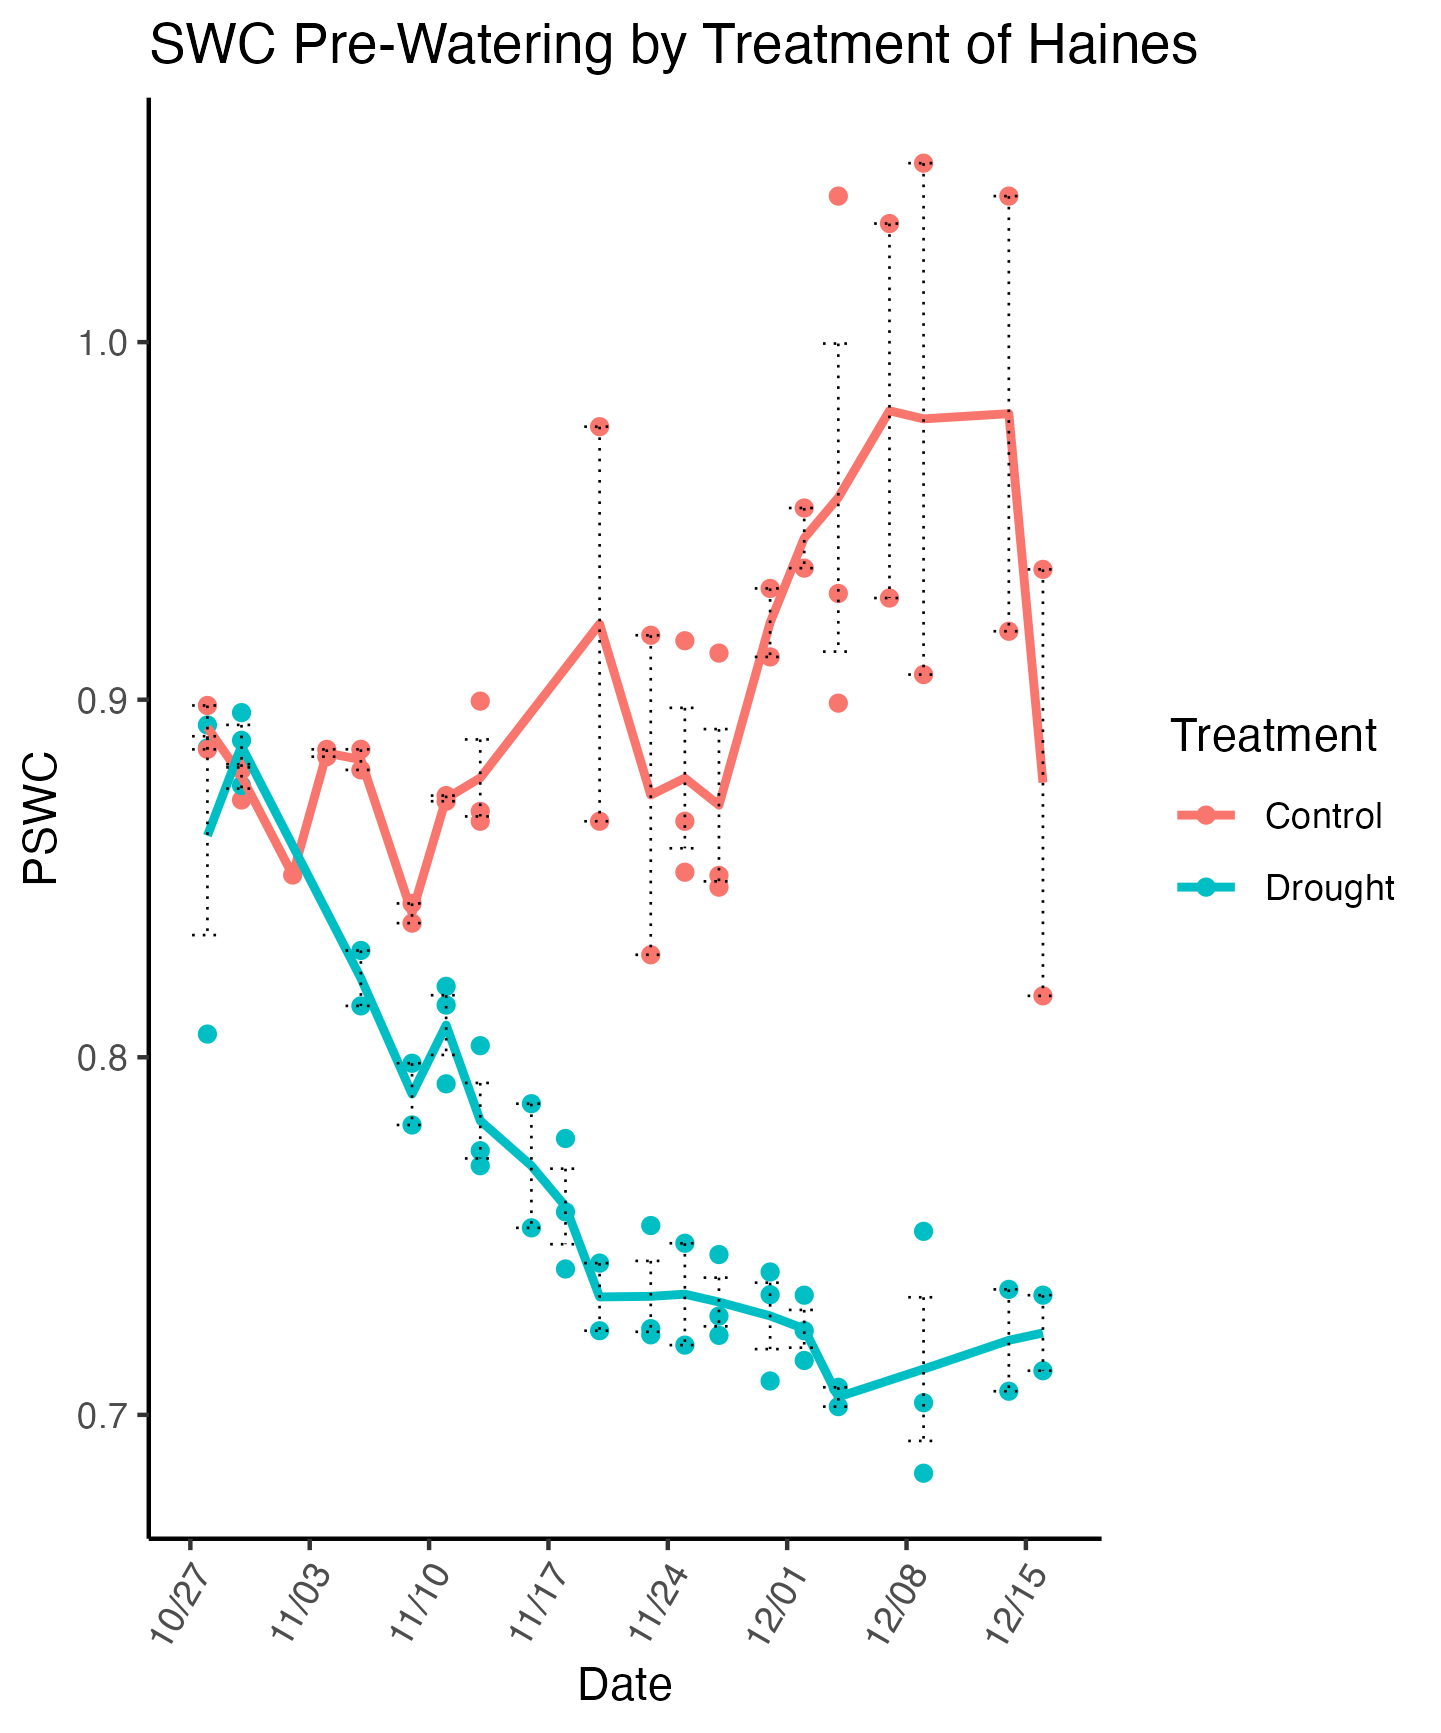 SWC Pre-Watering by Treatment of Haines
PSWC
1.0
0.9
0.8
0.7
10/27
11/03
11/10
11/17
11/24
12/01
12/08
12/15
Date
Treatment
Control
Drought